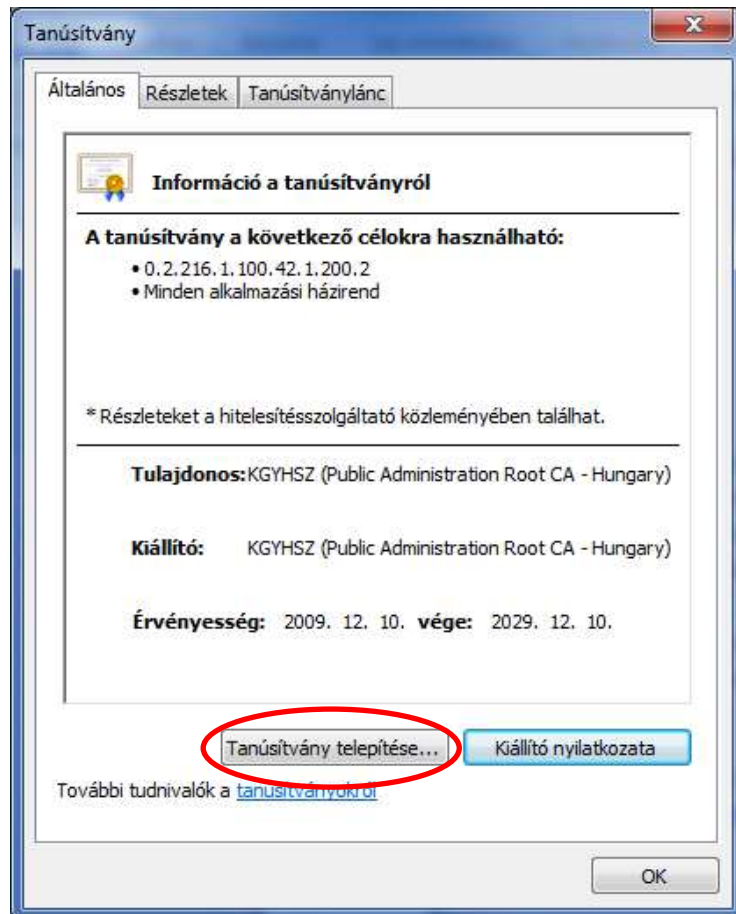 Tanúsítvány
Általános Részletek Tanúsítványlánc
Információ a tanúsítványról
A tanúsítvány a következő célokra használható:
• 0.2.216.1.100.42.1.200.2
• Minden alkalmazási házirend
* Részleteket a hitelesítésszolgáltató közleményében találhat.
Tulajdonos: KGYHSZ (Public Administration Root CA - Hungary)
Kiállító: KGYHSZ (Public Administration Root CA - Hungary)
Érvényesség: 2009. 12. 10. vége: 2029. 12. 10.
Tanúsítvány telepítése... Kiállító nyilatkozata
További tudnivalók a tanúsítványokról
OK